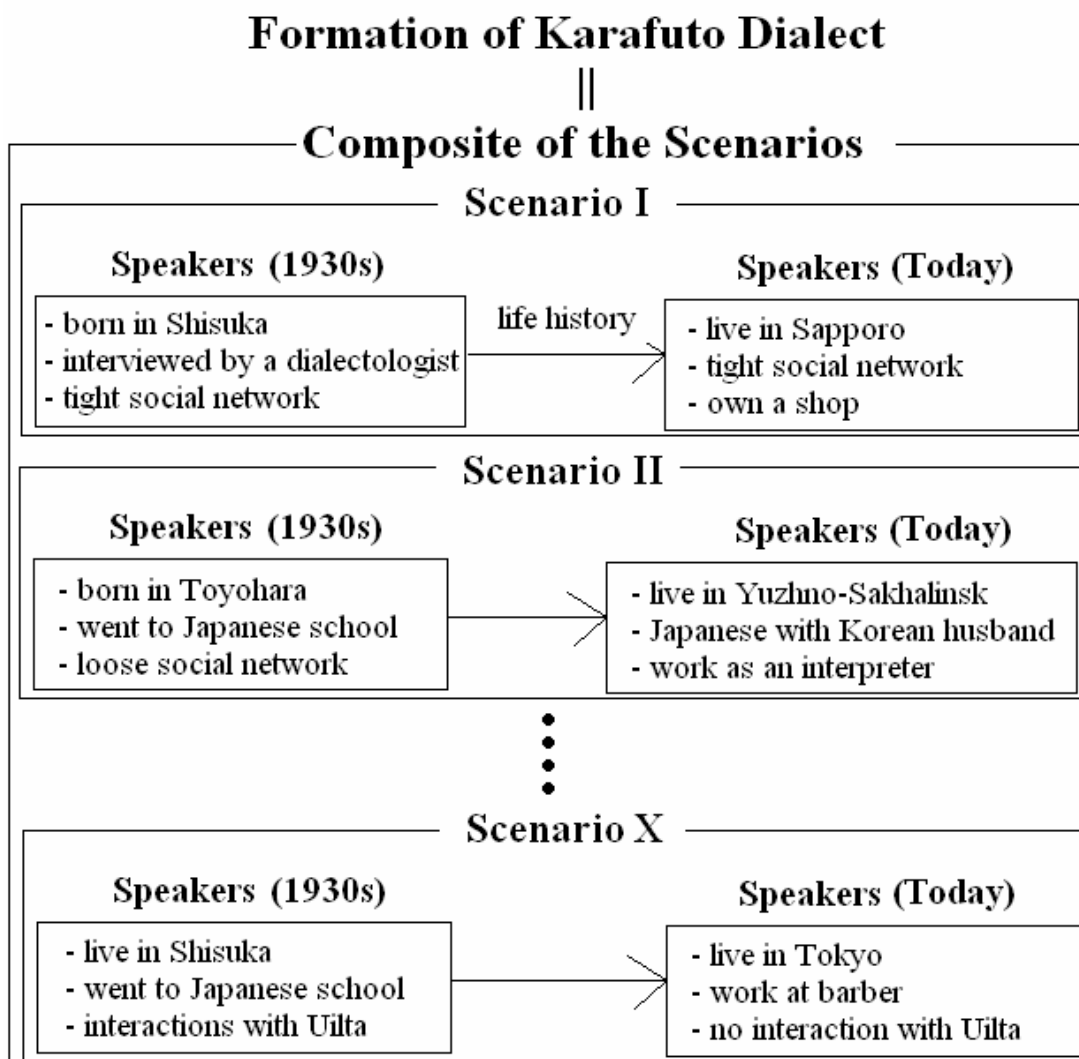 Formation of Karafuto Dialect
||
Composite of the Scenarios
Scenario I
Speakers (1930s)
- born in Shisuka
- interviewed by a dialectologist
- tight social network
life history
Speakers (Today)
- live in Sapporo
- tight social network
- own a shop
Scenario II
Speakers (1930s)
- born in Toyohara
- went to Japanese school
- loose social network
Speakers (Today)
- live in Yuzhno-Sakhalinsk
- Japanese with Korean husband
- work as an interpreter
Scenario X
Speakers (1930s)
- live in Shisuka
- went to Japanese school
- interactions with Uilta
Speakers (Today)
- live in Tokyo
- work at barber
- no interaction with Uilta